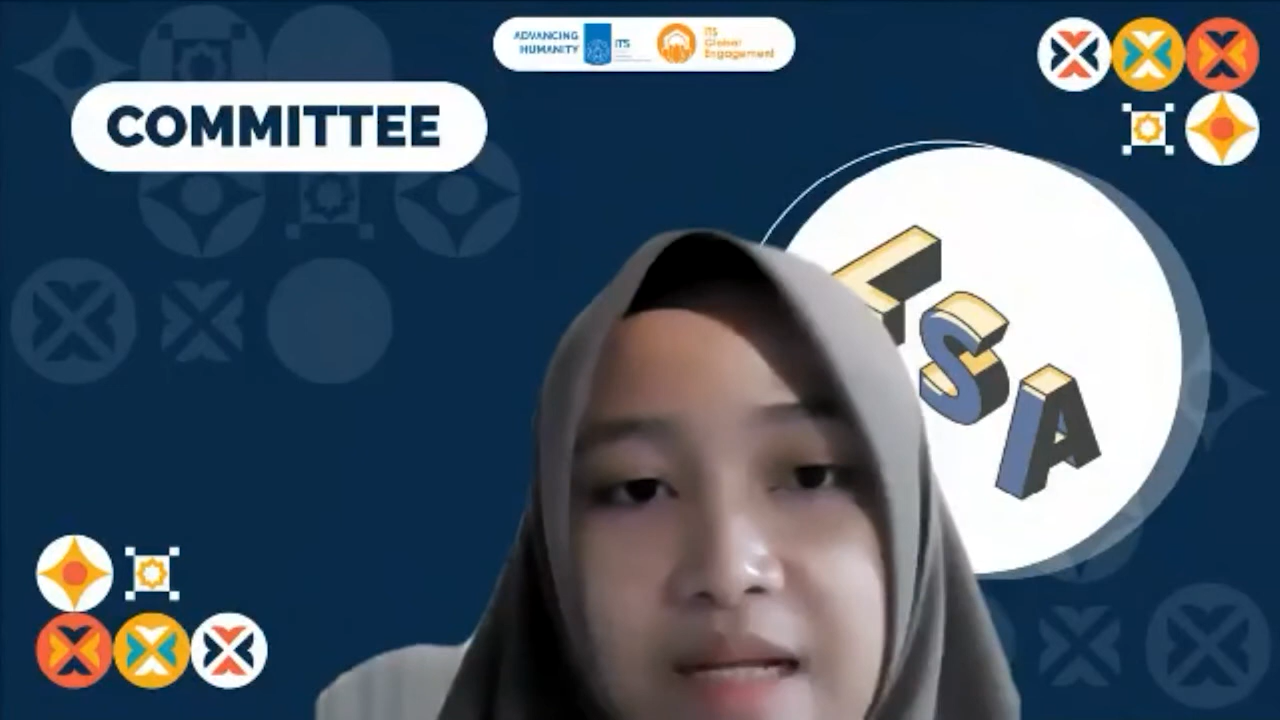 ADVANCING
HUMANITY
ITS
ITS
Global
Engagement
COMMITTEE
SA